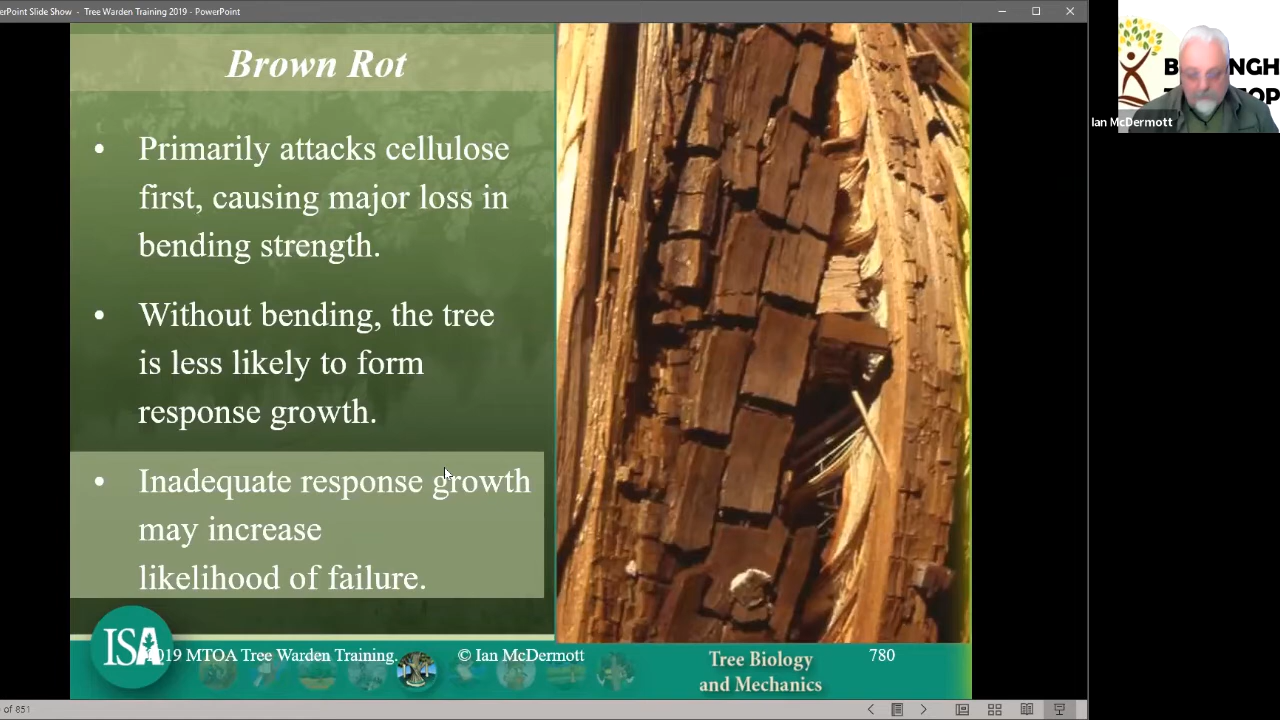 PowerPoint Slide Show - Tree Warden Training 2019 - PowerPoint
Brown Rot
• Primarily attacks cellulose
first, causing major loss in
bending strength.
• Without bending, the tree
is less likely to form
response growth.
• Inadequate response growth
may increase
likelihood of failure.
ISA
2019 MTOA Tree Warden Training.
© Ian McDermott
Tree Biology
and Mechanics
780
of 851
Ian McDermott